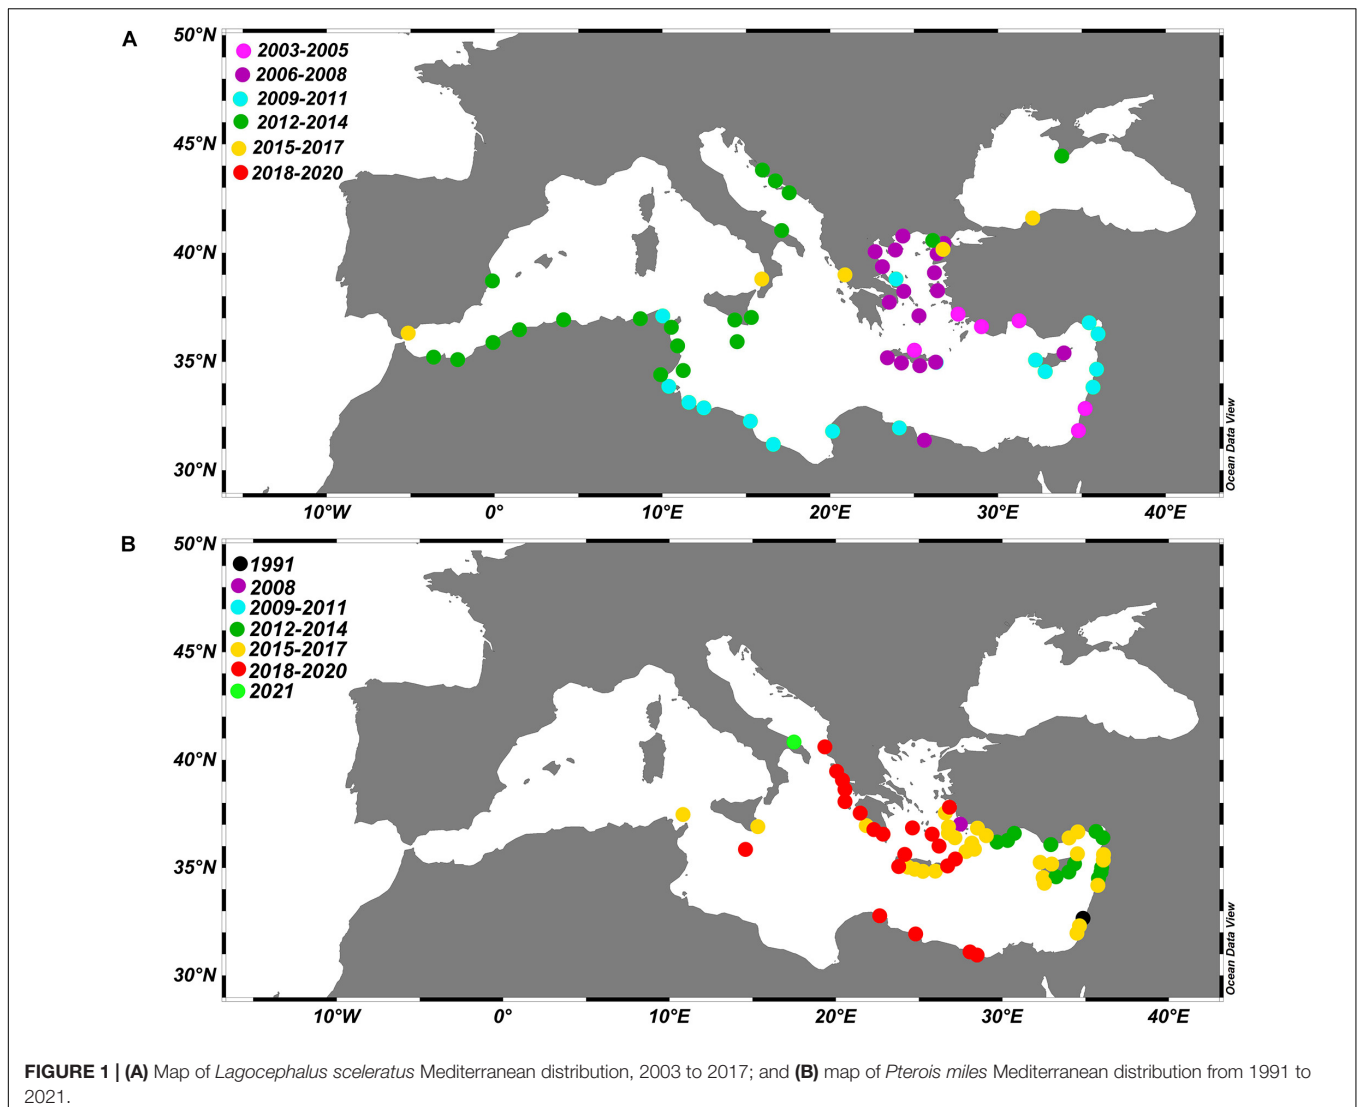 A
50°N
45°N
40°N
35°N
30°N
2003-2005
2006-2008
2009-2011
2012-2014
2015-2017
2018-2020
Ocean Data View
10°W 0° 10°E 20°E 30°E 40°E
B
50°N
45°N
40°N
35°N
30°N
1991
2008
2009-2011
2012-2014
2015-2017
2018-2020
2021
Ocean Data View
10°W 0° 10°E 20°E 30°E 40°E
FIGURE 1 | (A) Map of Lagocephalus sceleratus Mediterranean distribution, 2003 to 2017; and (B) map of Pterois miles Mediterranean distribution from 1991 to
2021.